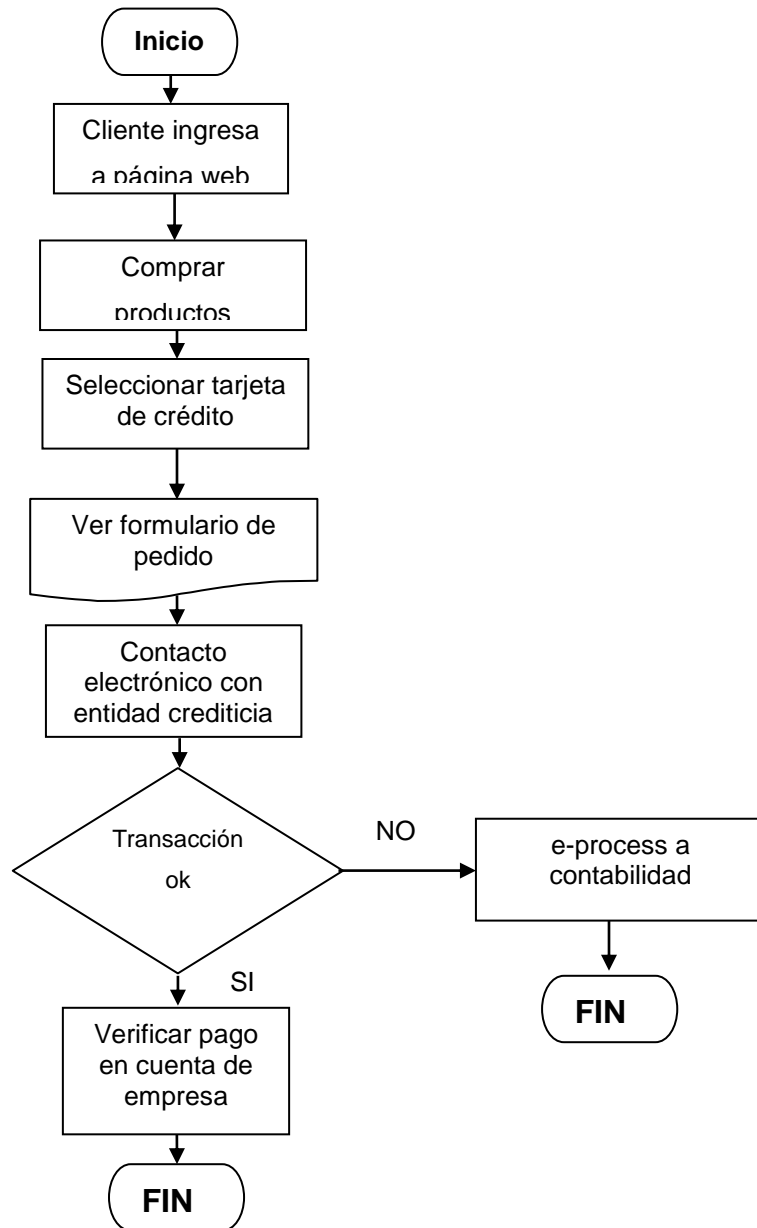 Inicio
Cliente ingresa
a página web
Comprar
productos
Seleccionar tarjeta
de crédito
Ver formulario de
pedido
Contacto
electrónico con
entidad crediticia
Transacción
ok
NO
e-process a
contabilidad
FIN
SI
Verificar pago
en cuenta de
empresa
FIN